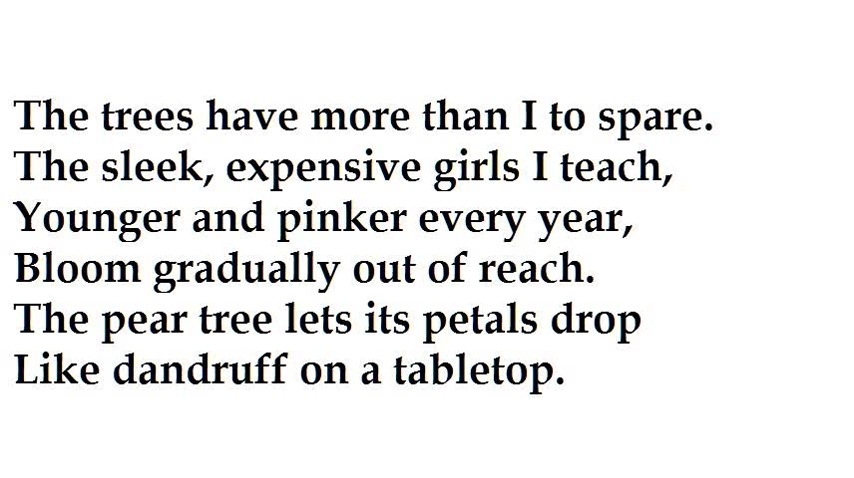 The trees have more than I to spare.
The sleek, expensive girls I teach,
Younger and pinker every year,
Bloom gradually out of reach.
The pear tree lets its petals drop
Like dandruff on a tabletop.